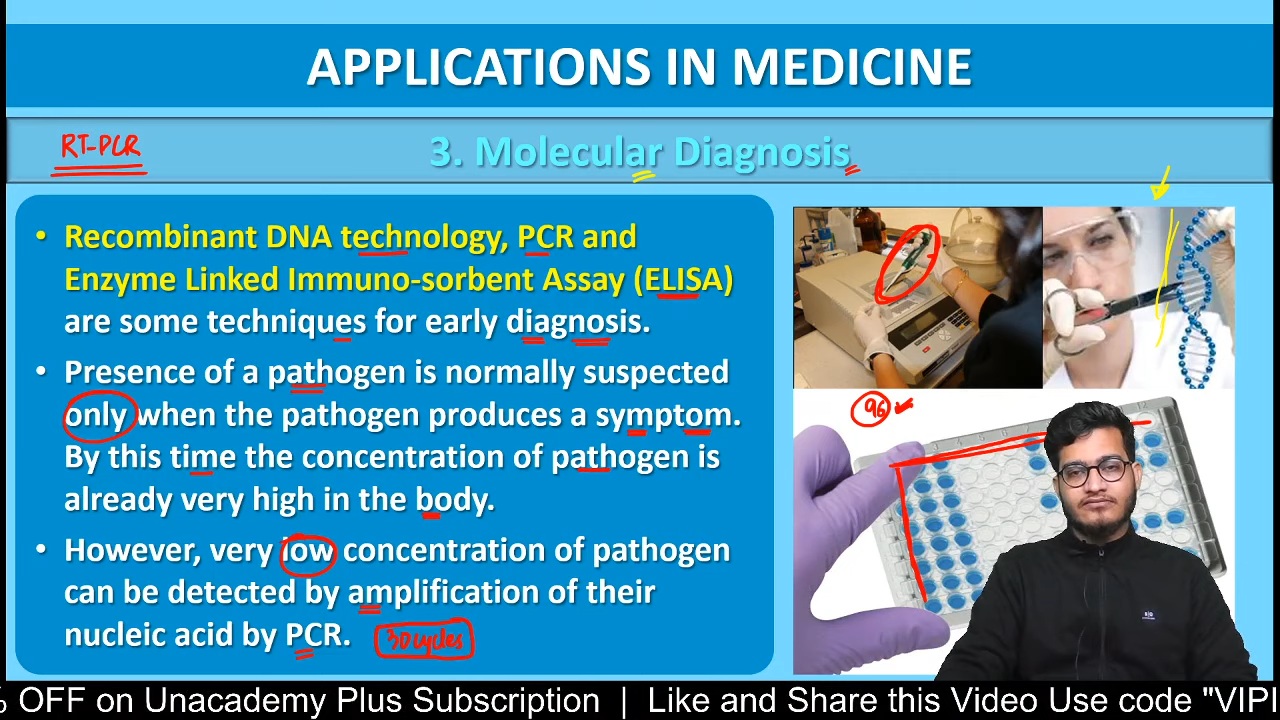 APPLICATIONS IN MEDICINE
RT-PCR
3. Molecular Diagnosis
• Recombinant DNA technology, PCR and
Enzyme Linked Immuno-sorbent Assay (ELISA)
are some techniques for early diagnosis.
• Presence of a pathogen is normally suspected
only when the pathogen produces a symptom.
By this time the concentration of pathogen is
already very high in the body.
• However, very low concentration of pathogen
can be detected by amplification of their
nucleic acid by PCR.
30 cycles
96
% OFF on Unacademy Plus Subscription | Like and Share this Video Use code "VIPI